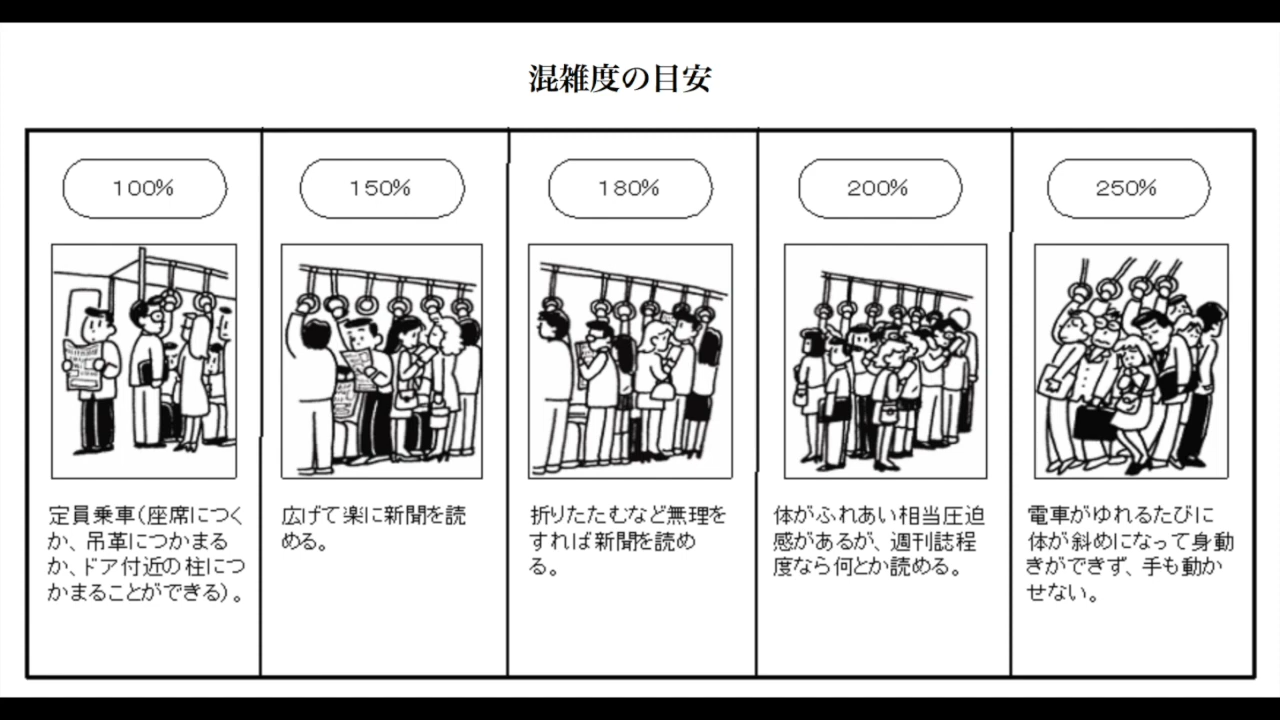 混雑度の目安
100%
150%
180%
200%
250%
定員乗車(座席につく
か、吊革につかまる
か、ドア付近の柱につ
かまることができる)。
広げて楽に新聞を読
める。
折りたたむなど無理を
すれば新聞を読め
る。
体がふれあい相当圧迫
感があるが、週刊誌程
度なら何とか読める。
電車がゆれるたびに
体が斜めになって身動
きができず、手も動か
せない。